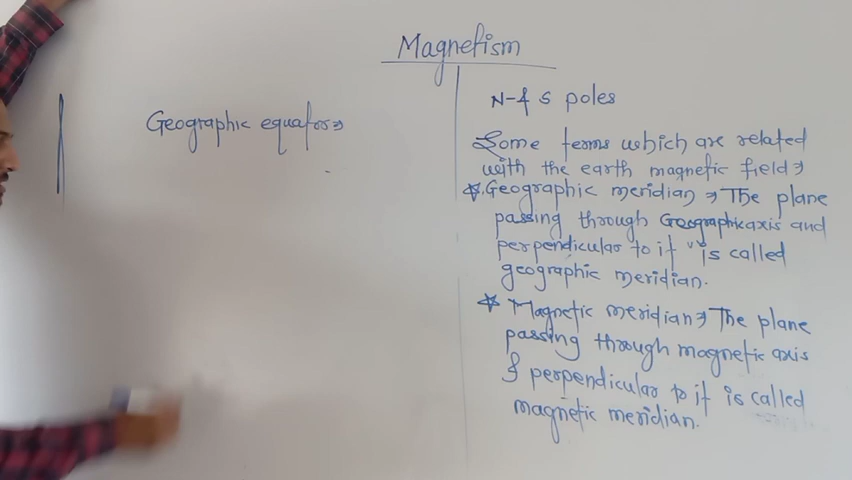 Magnetism
Geographic equator→
N-& S poles
Some terms which are related
with the earth magnetic field→
☆ Geographic meridian → The plane
passing through Geographic axis and
perpendicular to it is called
geographic meridian.
☆ Magnetic meridian → The plane
passing through magnetic axis
& perpendicular to it is called
magnetic meridian.